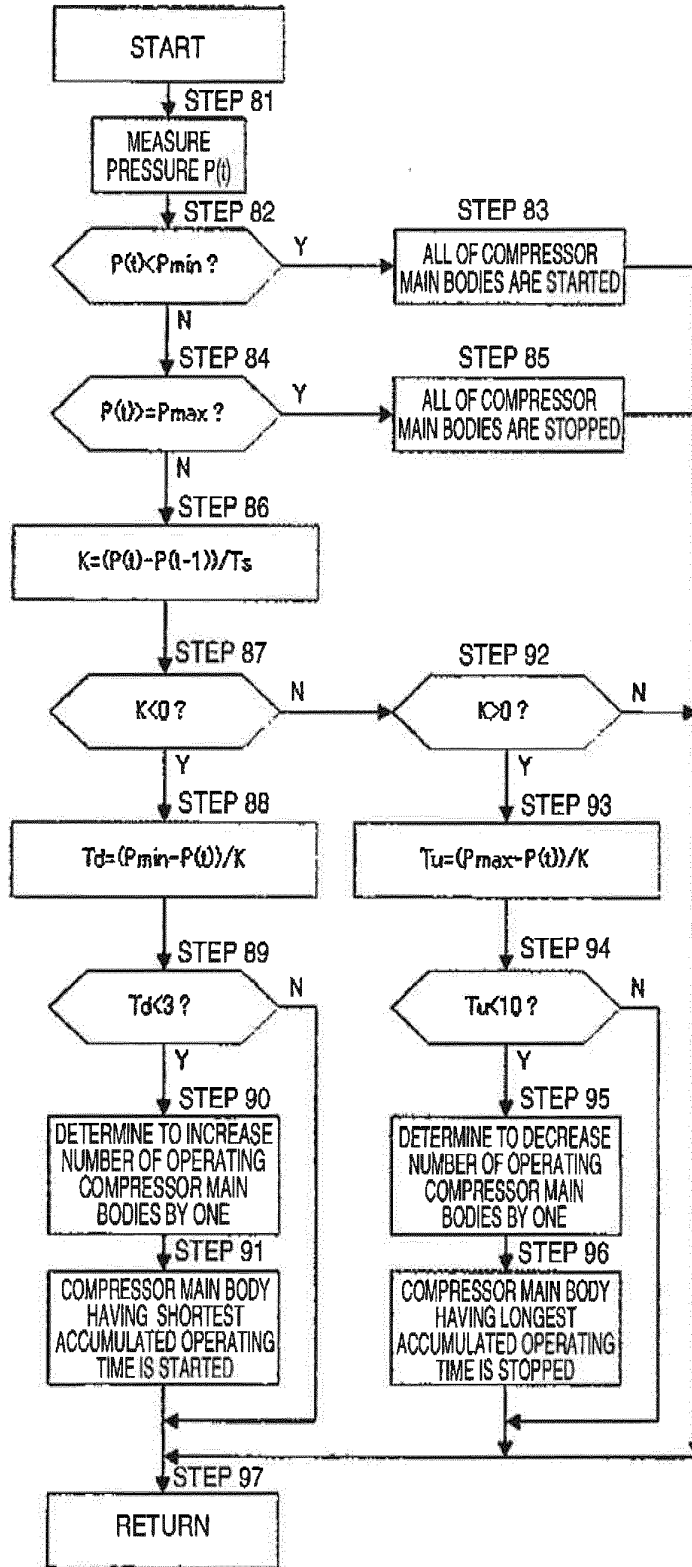 START
STEP 81
MEASURE
PRESSURE P(t)
STEP 82
P(t)<Pmin ?
Y
N
STEP 83
ALL OF COMPRESSOR
MAIN BODIES ARE STARTED
STEP 84
P(t)>=Pmax ?
Y
N
STEP 85
ALL OF COMPRESSOR
MAIN BODIES ARE STOPPED
STEP 86
K=(P(t)-P(t-1))/Ts
STEP 87
K<0 ?
N
Y
STEP 92
K>0 ?
N
Y
STEP 88
Td=(Pmin-P(t))/K
STEP 93
Tu=(Pmax-P(t))/K
STEP 89
Td<3 ?
N
Y
STEP 94
Tu<10 ?
N
Y
STEP 90
DETERMINE TO INCREASE
NUMBER OF OPERATING
COMPRESSOR MAIN
BODIES BY ONE
STEP 95
DETERMINE TO DECREASE
NUMBER OF OPERATING
COMPRESSOR MAIN
BODIES BY ONE
STEP 91
COMPRESSOR MAIN BODY
HAVING SHORTEST
ACCUMULATED OPERATING
TIME IS STARTED
STEP 96
COMPRESSOR MAIN BODY
HAVING LONGEST
ACCUMULATED OPERATING
TIME IS STOPPED
STEP 97
RETURN